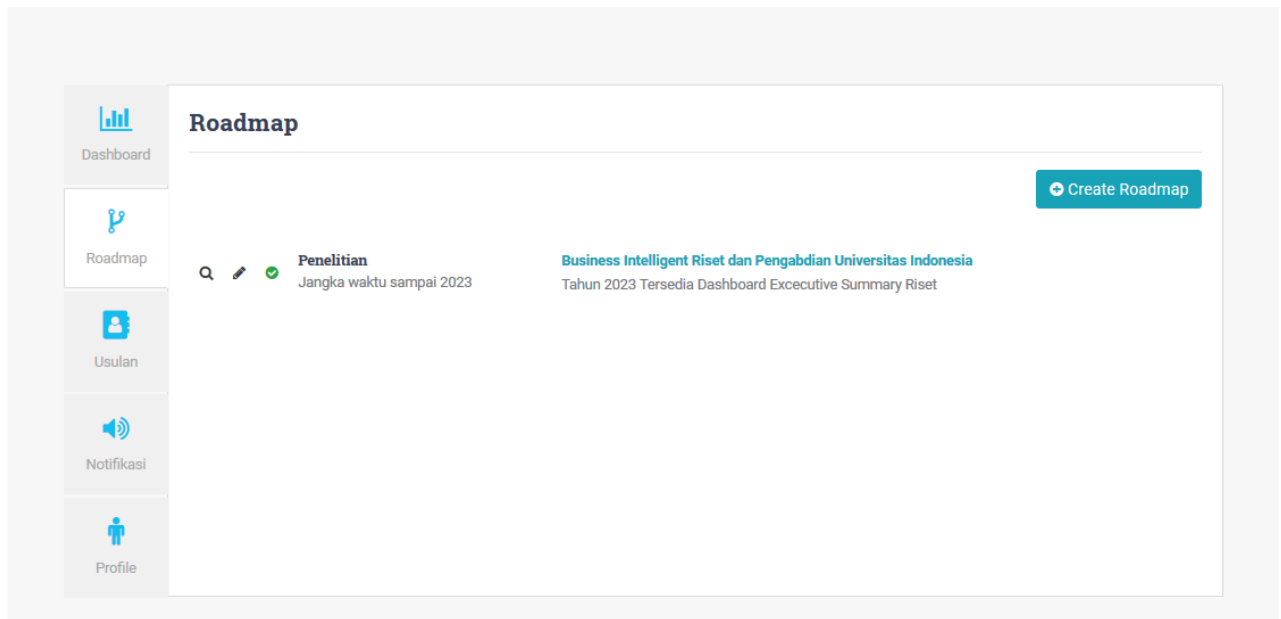 Dashboard
Roadmap
Usulan
Notifikasi
Profile
Roadmap
Create Roadmap
Penelitian
Jangka waktu sampai 2023
Business Intelligent Riset dan Pengabdian Universitas Indonesia
Tahun 2023 Tersedia Dashboard Excecutive Summary Riset